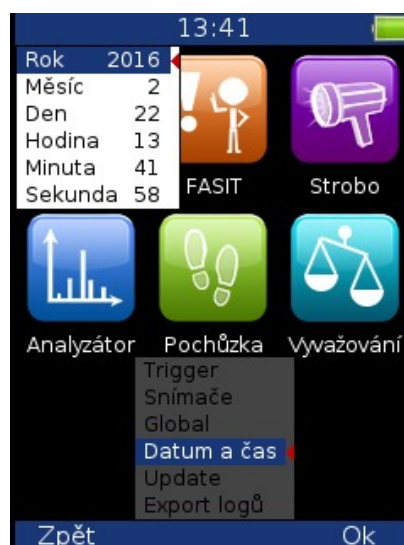 13:41
Rok 2016
Měsíc 2
Den 22
Hodina 13
Minuta 41
Sekunda 58
FASIT Strobo
Analyzátor Pochůzka Vyvažování
Trigger
Snímače
Global
Datum a čas
Update
Export logů
Zpět Ok